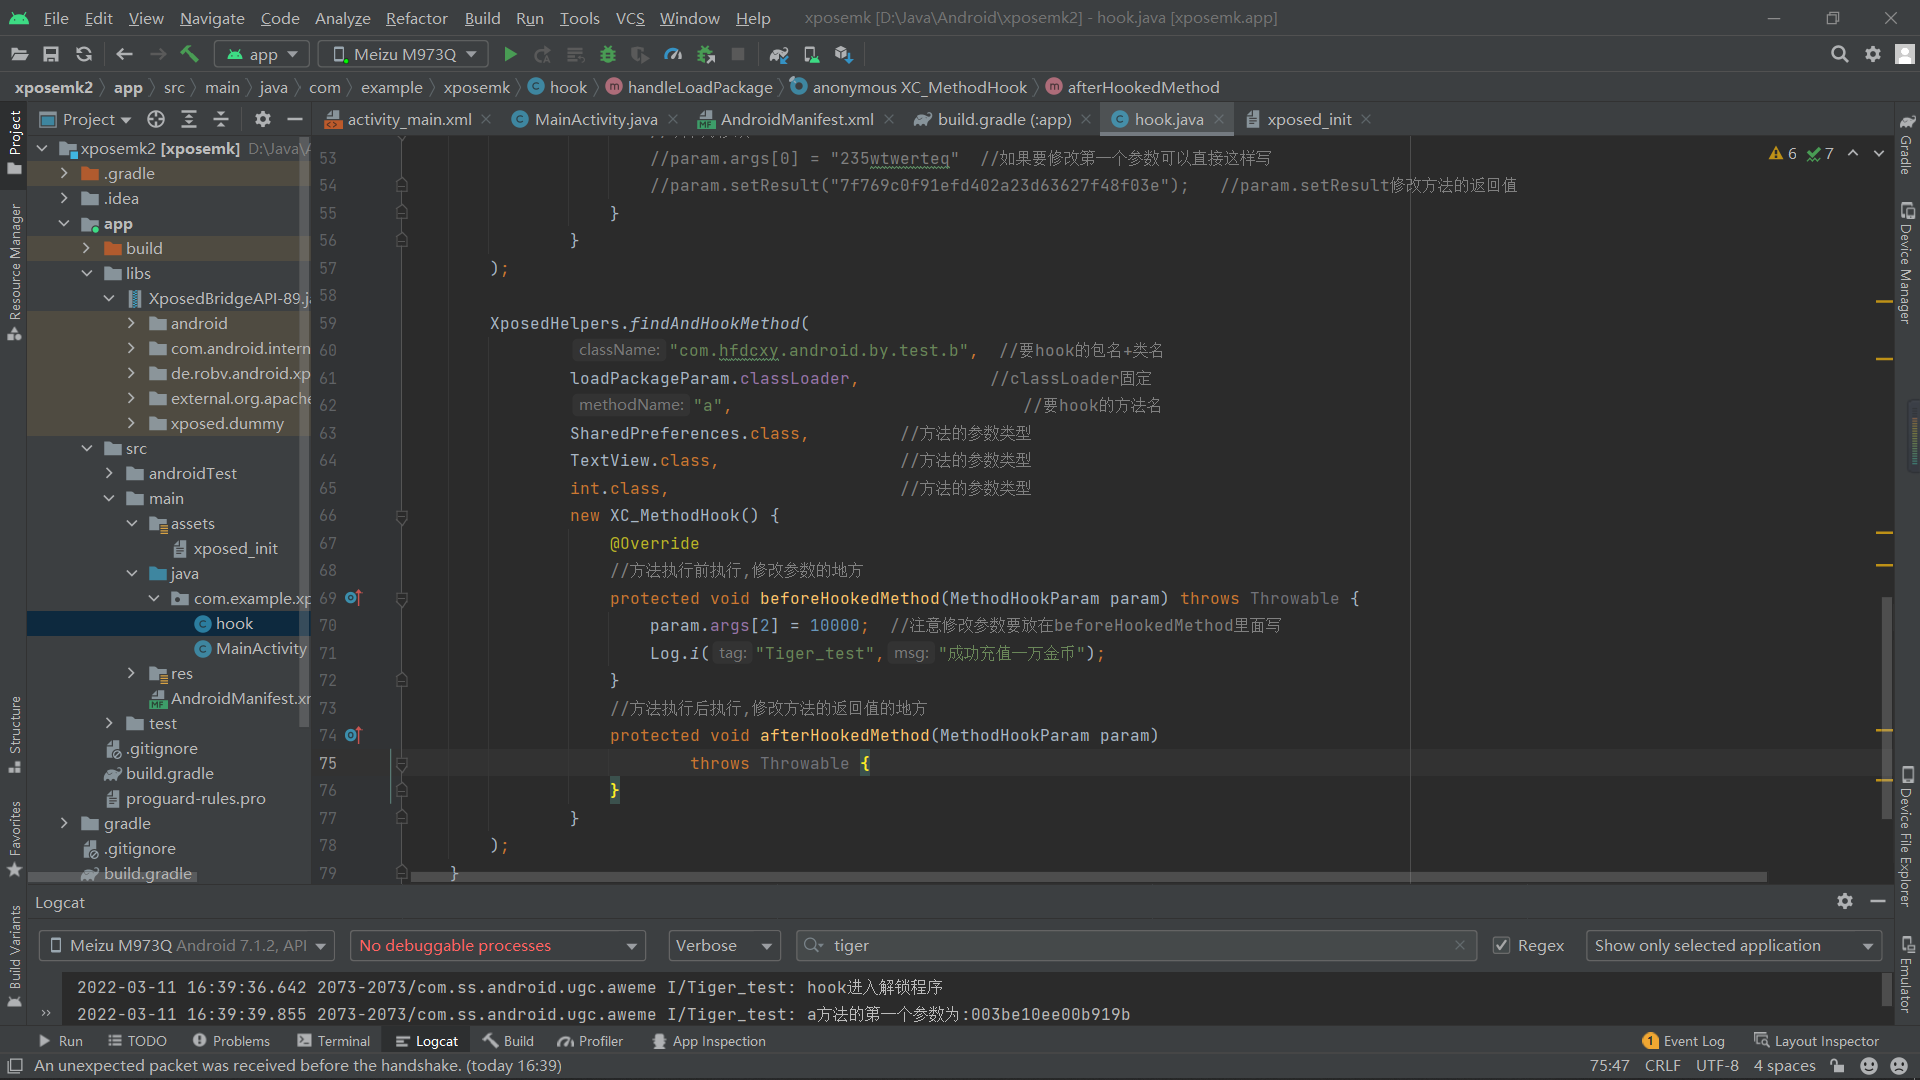 File Edit View Navigate Code Analyze Refactor Build Run Tools VCS Window Help xposemk [D:\Java\Android\xposemk2] - hook.java [xposemk.app]
app Meizu M973Q
xposemk2 app src main java com example xposemk hook handleLoadPackage anonymous XC_MethodHook afterHookedMethod
Project activity_main.xml MainActivity.java AndroidManifest.xml build.gradle (:app) hook.java xposed_init
xposemk2 [xposemk] D:\Java\
.gradle
.idea
app
build
libs
XposedBridgeAPI-89.j
android
com.android.intern
de.robv.android.xp
external.org.apache
xposed.dummy
src
androidTest
main
assets
xposed_init
java
com.example.xp
hook
MainActivity
res
AndroidManifest.xr
test
.gitignore
build.gradle
proguard-rules.pro
gradle
.gitignore
build.gradle
6 7
53 //param.args[0] = "235wtwerteq" //如果要修改第一个参数可以直接这样写
54 //param.setResult("7f769c0f91efd402a23d63627f48f03e"); //param.setResult修改方法的返回值
55 }
56 }
57 );
58
59 XposedHelpers.findAndHookMethod(
60 className: "com.hfdcxy.android.by.test.b", //要hook的包名+类名
61 loadPackageParam.classLoader, //classLoader固定
62 methodName: "a", //要hook的方法名
63 SharedPreferences.class, //方法的参数类型
64 TextView.class, //方法的参数类型
65 int.class, //方法的参数类型
66 new XC_MethodHook() {
67 @Override
68 //方法执行前执行,修改参数的地方
69 protected void beforeHookedMethod(MethodHookParam param) throws Throwable {
70 param.args[2] = 10000; //注意修改参数要放在beforeHookedMethod里面写
71 Log.i( tag: "Tiger_test", msg: "成功充值一万金币");
72 }
73 //方法执行后执行,修改方法的返回值的地方
74 protected void afterHookedMethod(MethodHookParam param)
75 throws Throwable {
76 }
77 }
78 );
79 }
Project
Resource Manager
Structure
Favorites
Build Variants
Gradle
Device Manager
Device File Explorer
Emulator
Logcat
Meizu M973Q Android 7.1.2, API No debuggable processes Verbose tiger Regex Show only selected application
2022-03-11 16:39:36.642 2073-2073/com.ss.android.ugc.aweme I/Tiger_test: hook进入解锁程序
2022-03-11 16:39:39.855 2073-2073/com.ss.android.ugc.aweme I/Tiger_test: a方法的第一个参数为:003be10ee00b919b
Run TODO Problems Terminal Logcat Build Profiler App Inspection 1 Event Log Layout Inspector
An unexpected packet was received before the handshake. (today 16:39) 75:47 CRLF UTF-8 4 spaces